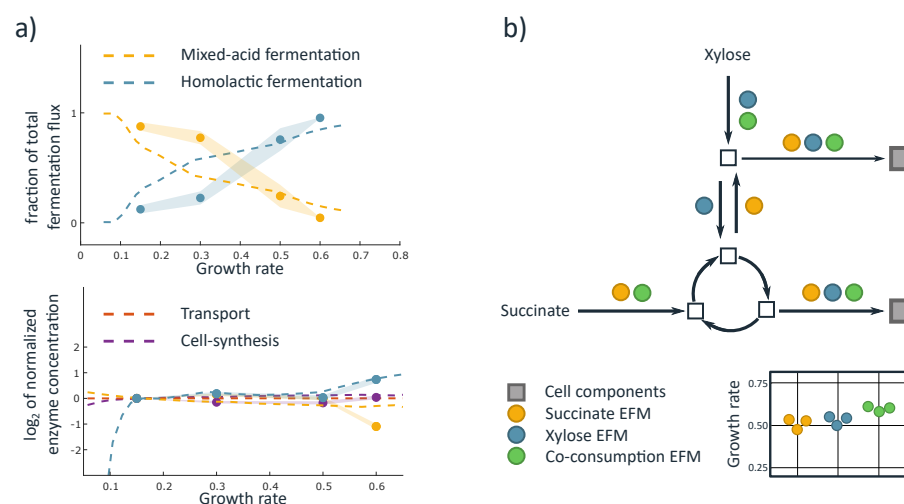 a)
Mixed-acid fermentation
Homolactic fermentation
fraction of total
fermentation flux
1
0
0
0.1
0.2
0.3
0.4
0.5
0.6
0.7
0.8
Growth rate
Transport
Cell-synthesis
log2 of normalized
enzyme concentration
2
1
0
-1
-2
0.1
0.2
0.3
0.4
0.5
0.6
Growth rate
b)
Xylose
Succinate
Cell components
Succinate EFM
Xylose EFM
Co-consumption EFM
Growth rate
0.75
0.50
0.25